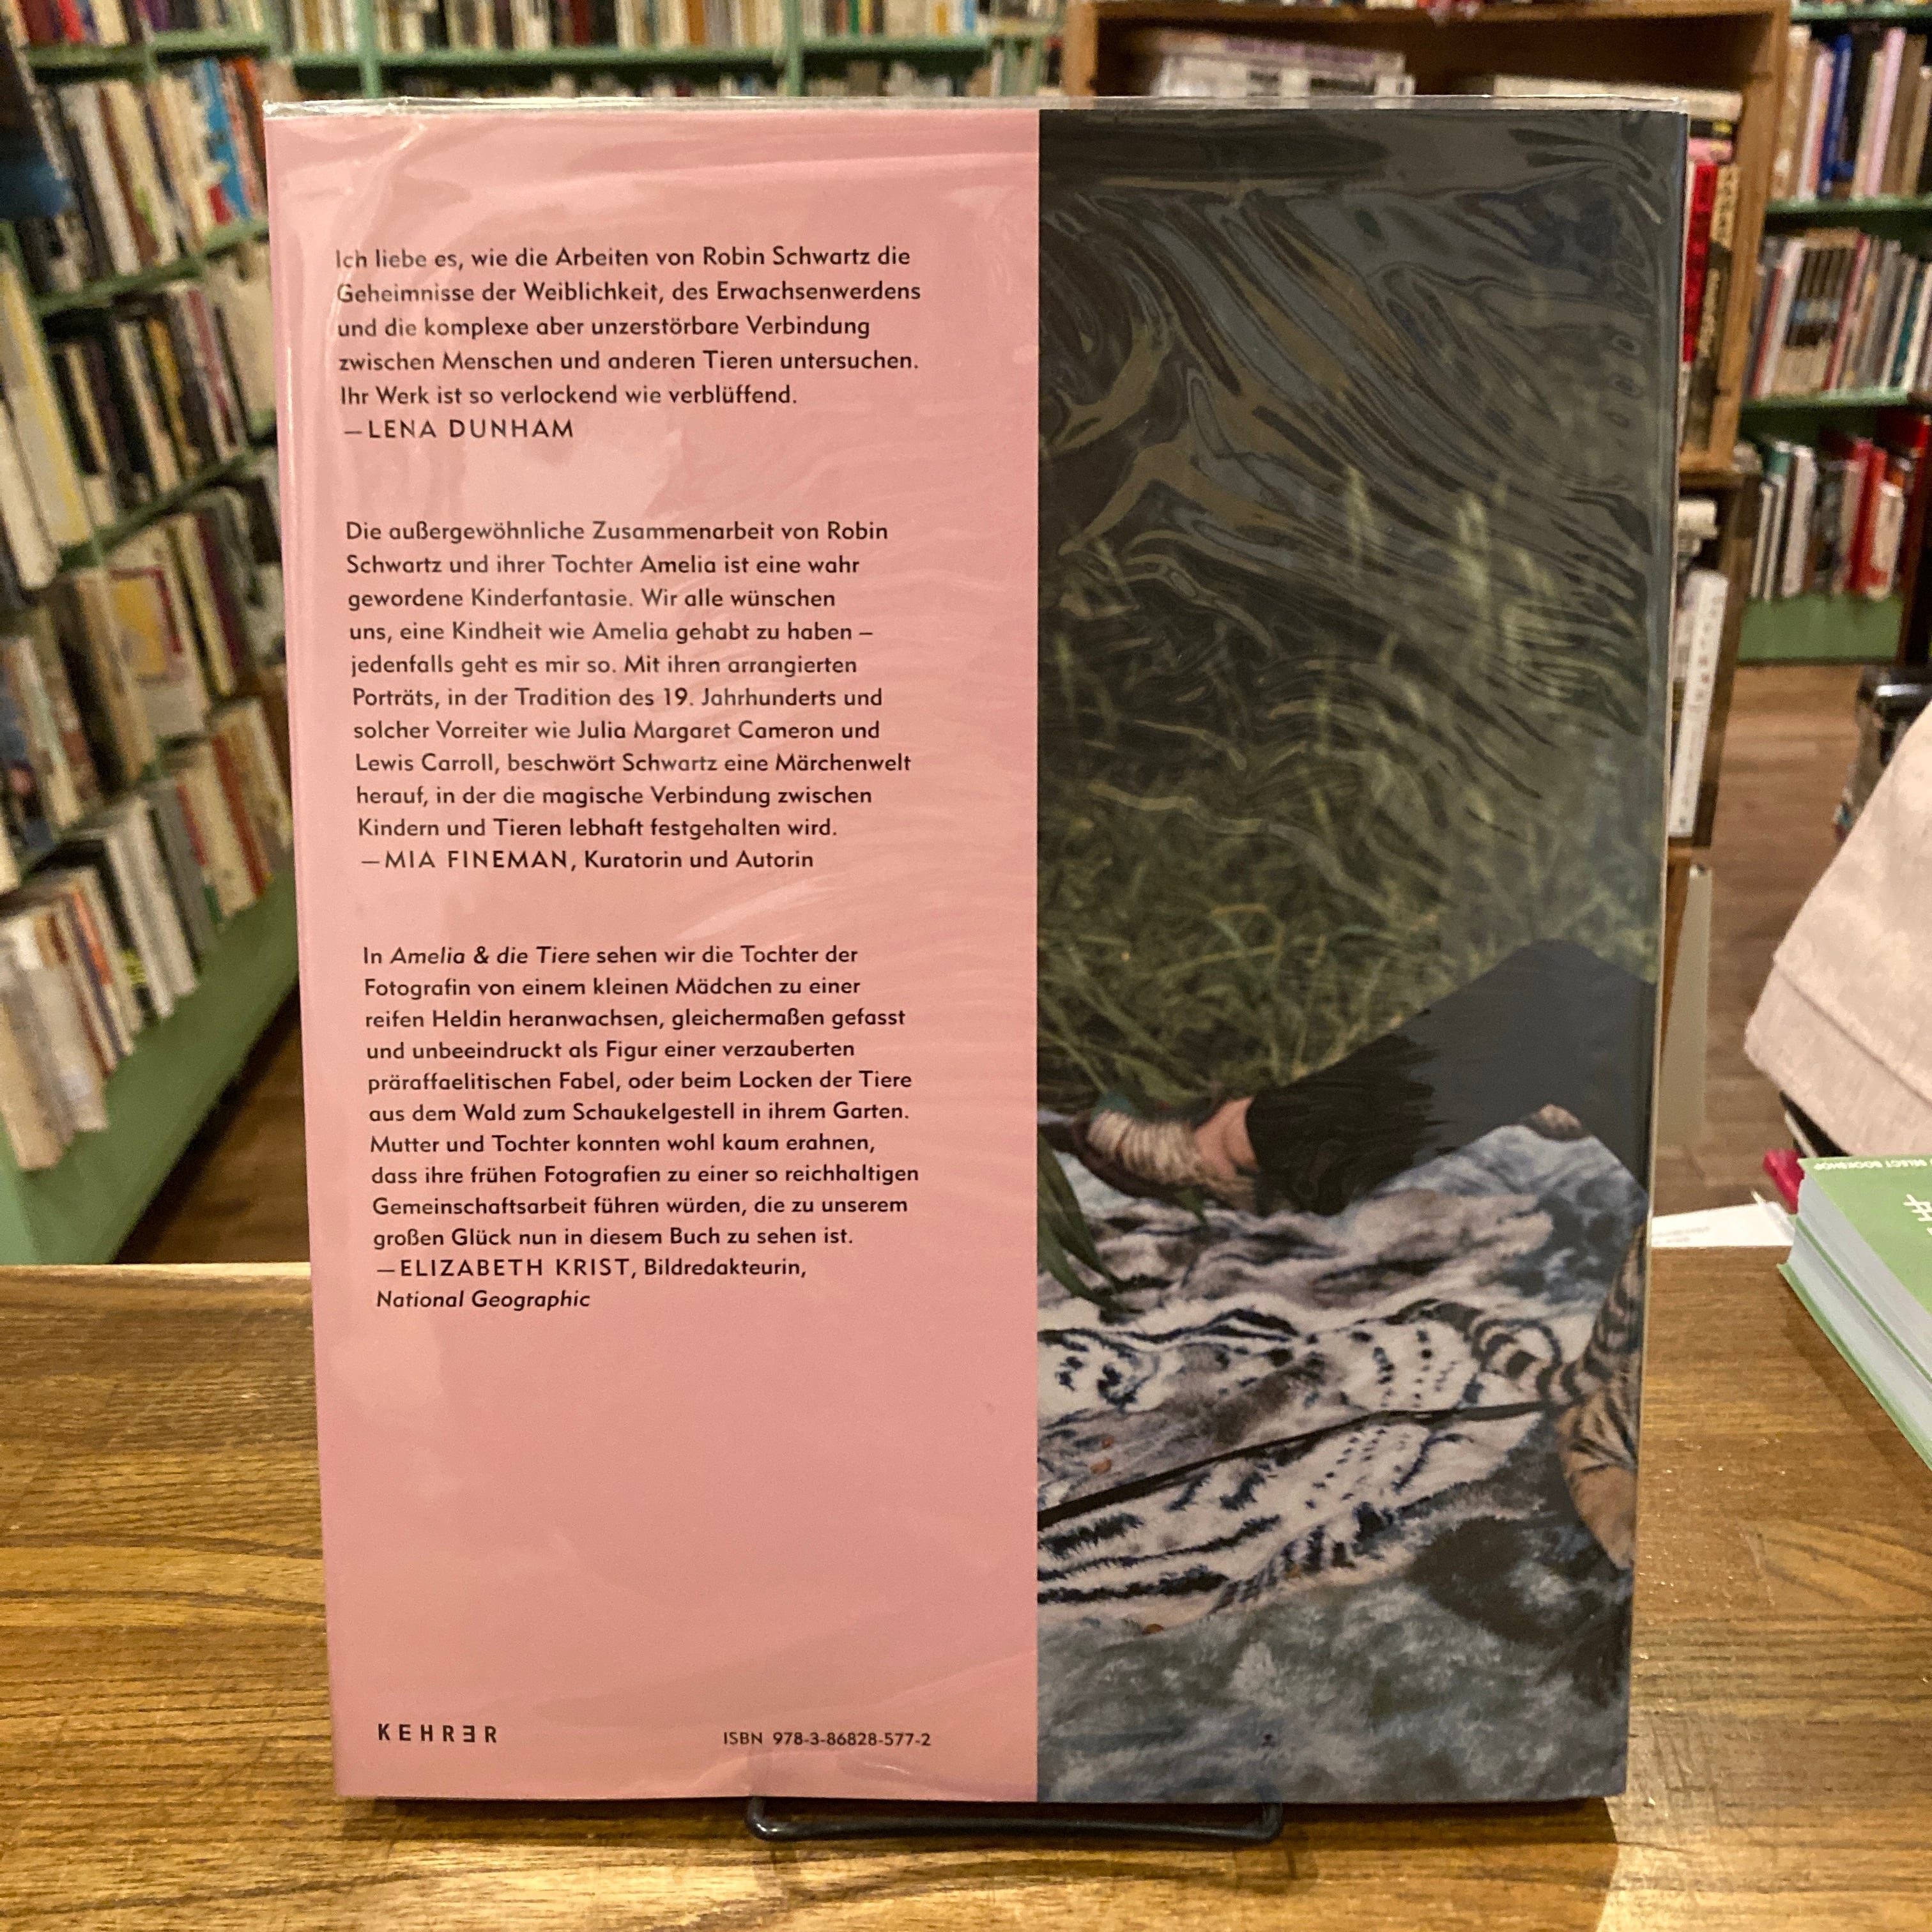 Ich liebe es, wie die Arbeiten von Robin Schwartz die
Geheimnisse der Weiblichkeit, des Erwachsenwerdens
und die komplexe aber unzerstörbare Verbindung
zwischen Menschen und anderen Tieren untersuchen.
Ihr Werk ist so verlockend wie verblüffend.
—LENA DUNHAM
Die außergewöhnliche Zusammenarbeit von Robin
Schwartz und ihrer Tochter Amelia ist eine wahr
gewordene Kinderfantasie. Wir alle wünschen
uns, eine Kindheit wie Amelia gehabt zu haben –
jedenfalls geht es mir so. Mit ihren arrangierten
Porträts, in der Tradition des 19. Jahrhunderts und
solcher Vorreiter wie Julia Margaret Cameron und
Lewis Carroll, beschwört Schwartz eine Märchenwelt
herauf, in der die magische Verbindung zwischen
Kindern und Tieren lebhaft festgehalten wird.
—MIA FINEMAN, Kuratorin und Autorin
In Amelia & die Tiere sehen wir die Tochter der
Fotografin von einem kleinen Mädchen zu einer
reifen Heldin heranwachsen, gleichermaßen gefasst
und unbeeindruckt als Figur einer verzauberten
präraffaelitischen Fabel, oder beim Locken der Tiere
aus dem Wald zum Schaukelgestell in ihrem Garten.
Mutter und Tochter konnten wohl kaum erahnen,
dass ihre frühen Fotografien zu einer so reichhaltigen
Gemeinschaftsarbeit führen würden, die zu unserem
großen Glück nun in diesem Buch zu sehen ist.
—ELIZABETH KRIST, Bildredakteurin,
National Geographic
KEHRER
ISBN 978-3-86828-577-2
SELECT BOOKSHOP